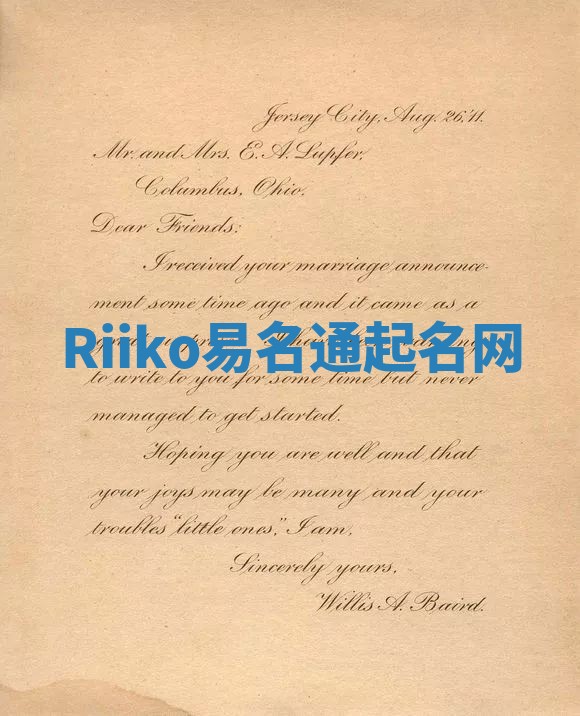 Jersey City, Aug. 26,'11.
Mr. and Mrs. E. A. Lupfer,
Columbus, Ohio.
Dear Friends:
I received your marriage announce-
ment some time ago and it came as a
Riiko易名通起名网
to write to you for some time but never
managed to get started.
Hoping you are well and that
your joys may be many and your
troubles "little ones," I am,
Sincerely yours,
Willis A. Baird.